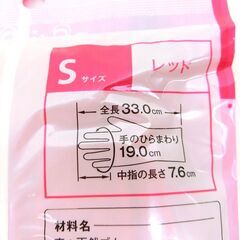 Sサイズ
レッド
全長33.0cm
手のひらまわり
19.0cm
中指の長さ7.6cm
材料名